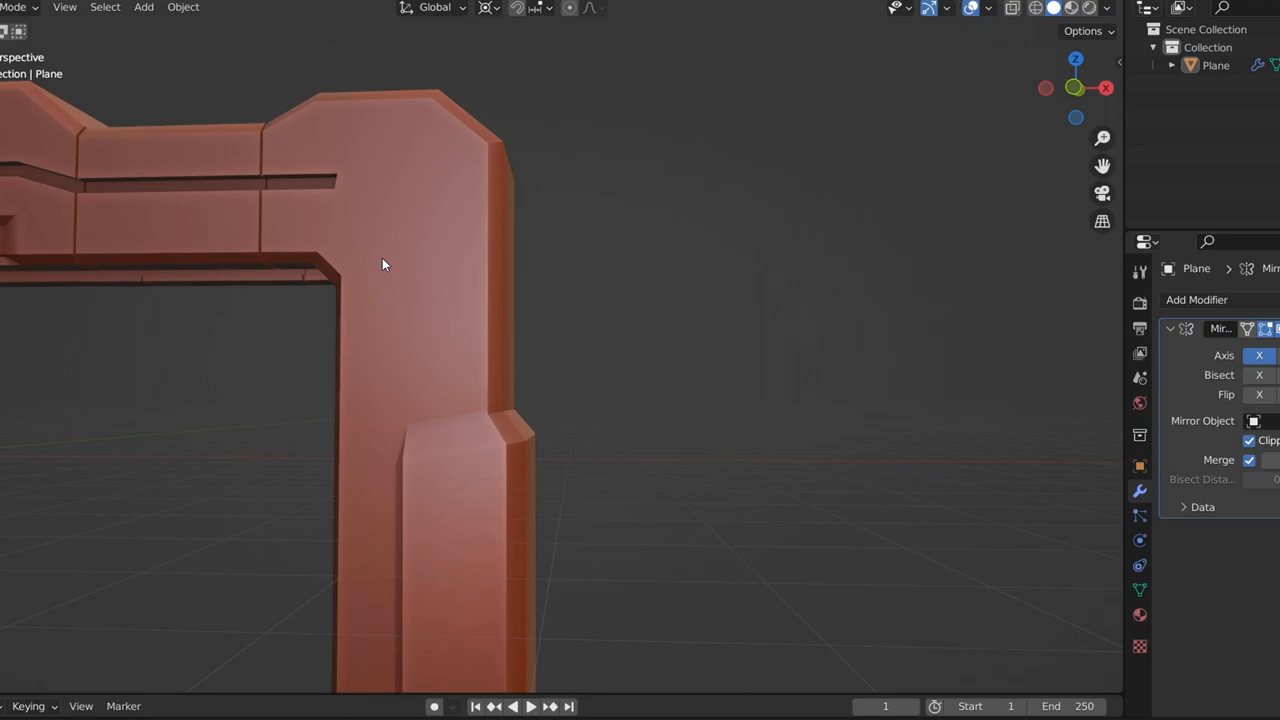 Mode View Select Add Object Global
Options
rspective
ection | Plane
Z
X
Scene Collection
Collection
Plane
Plane Mirr
Add Modifier
Mir...
Axis X
Bisect X
Flip X
Mirror Object
Clipp
Merge
Bisect Dista... 0
Data
Keying View Marker 1 Start 1 End 250